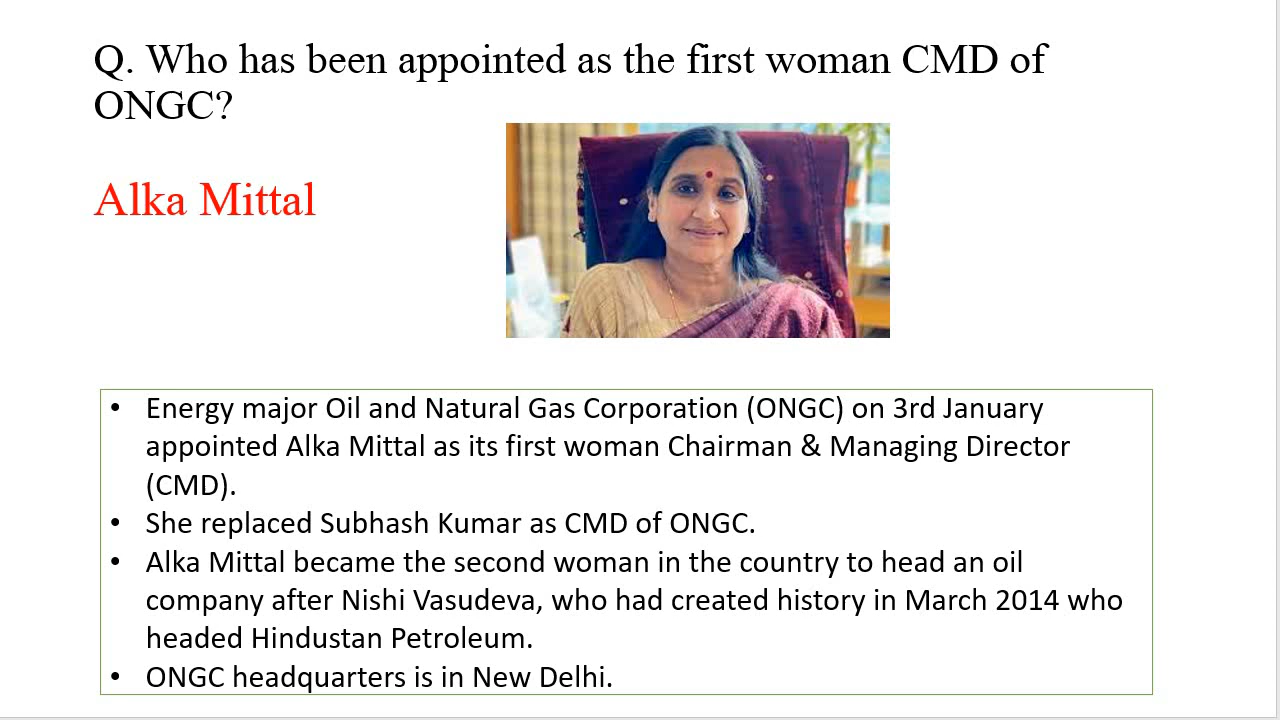 Q. Who has been appointed as the first woman CMD of
ONGC?
Alka Mittal
• Energy major Oil and Natural Gas Corporation (ONGC) on 3rd January
appointed Alka Mittal as its first woman Chairman & Managing Director
(CMD).
• She replaced Subhash Kumar as CMD of ONGC.
• Alka Mittal became the second woman in the country to head an oil
company after Nishi Vasudeva, who had created history in March 2014 who
headed Hindustan Petroleum.
• ONGC headquarters is in New Delhi.